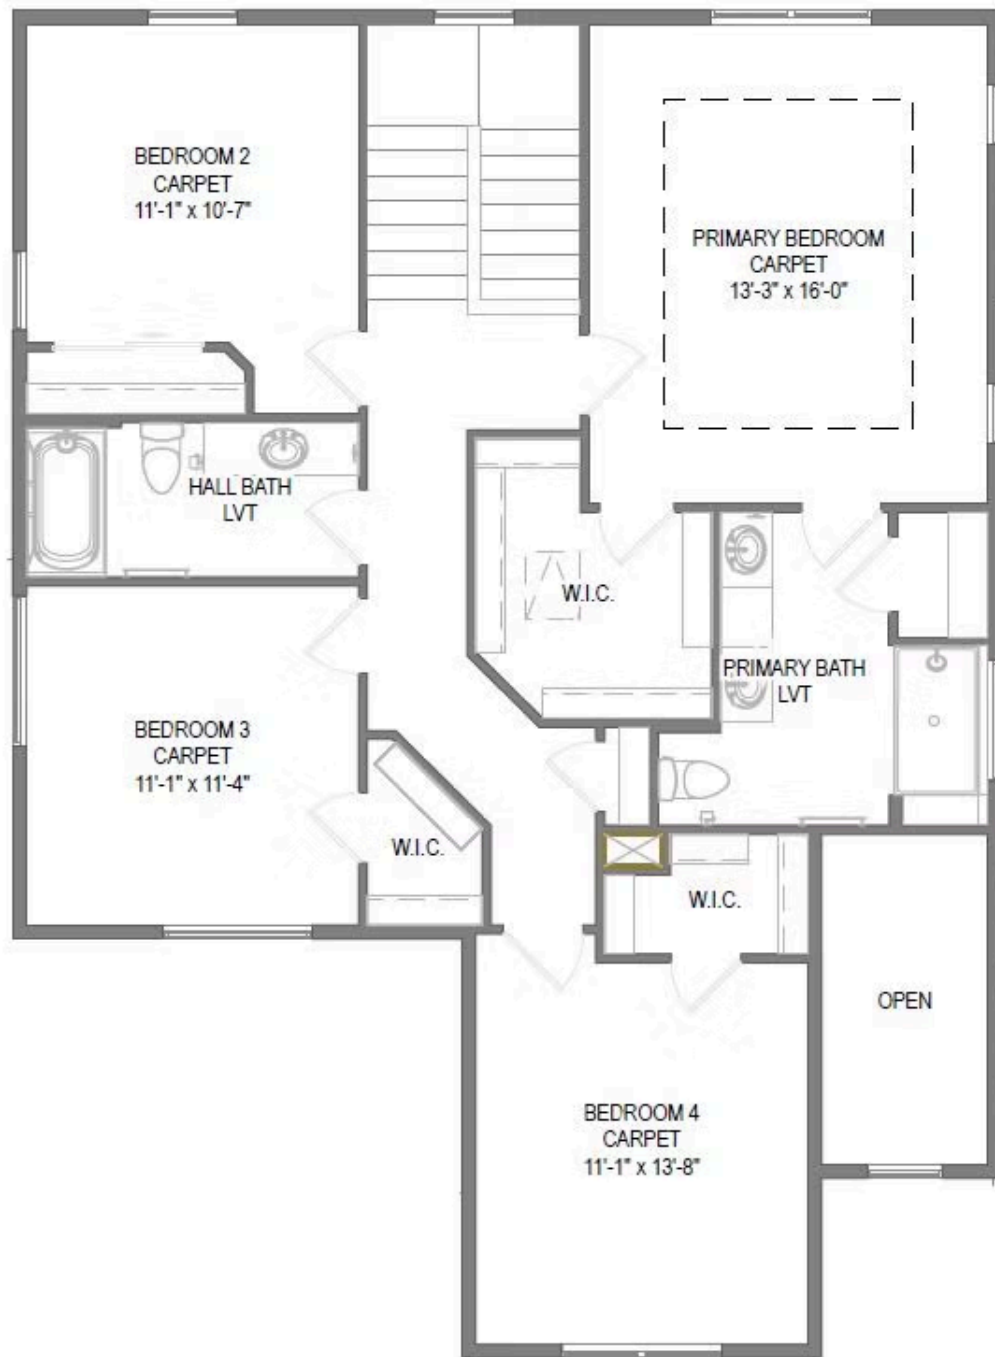 BEDROOM 2
CARPET
11'-1" x 10'-7"
PRIMARY BEDROOM
CARPET
13'-3" x 16'-0"
HALL BATH
LVT
W.I.C.
PRIMARY BATH
LVT
BEDROOM 3
CARPET
11'-1" x 11'-4"
W.I.C.
W.I.C.
OPEN
BEDROOM 4
CARPET
11'-1" x 13'-8"